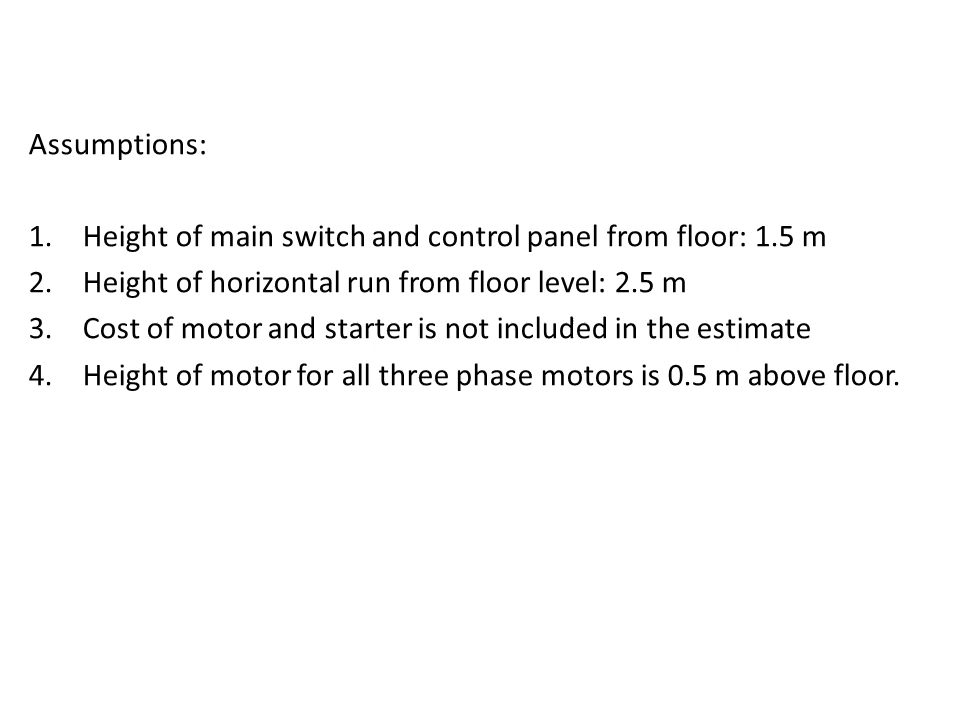 Assumptions:
1. Height of main switch and control panel from floor: 1.5 m
2. Height of horizontal run from floor level: 2.5 m
3. Cost of motor and starter is not included in the estimate
4. Height of motor for all three phase motors is 0.5 m above floor.